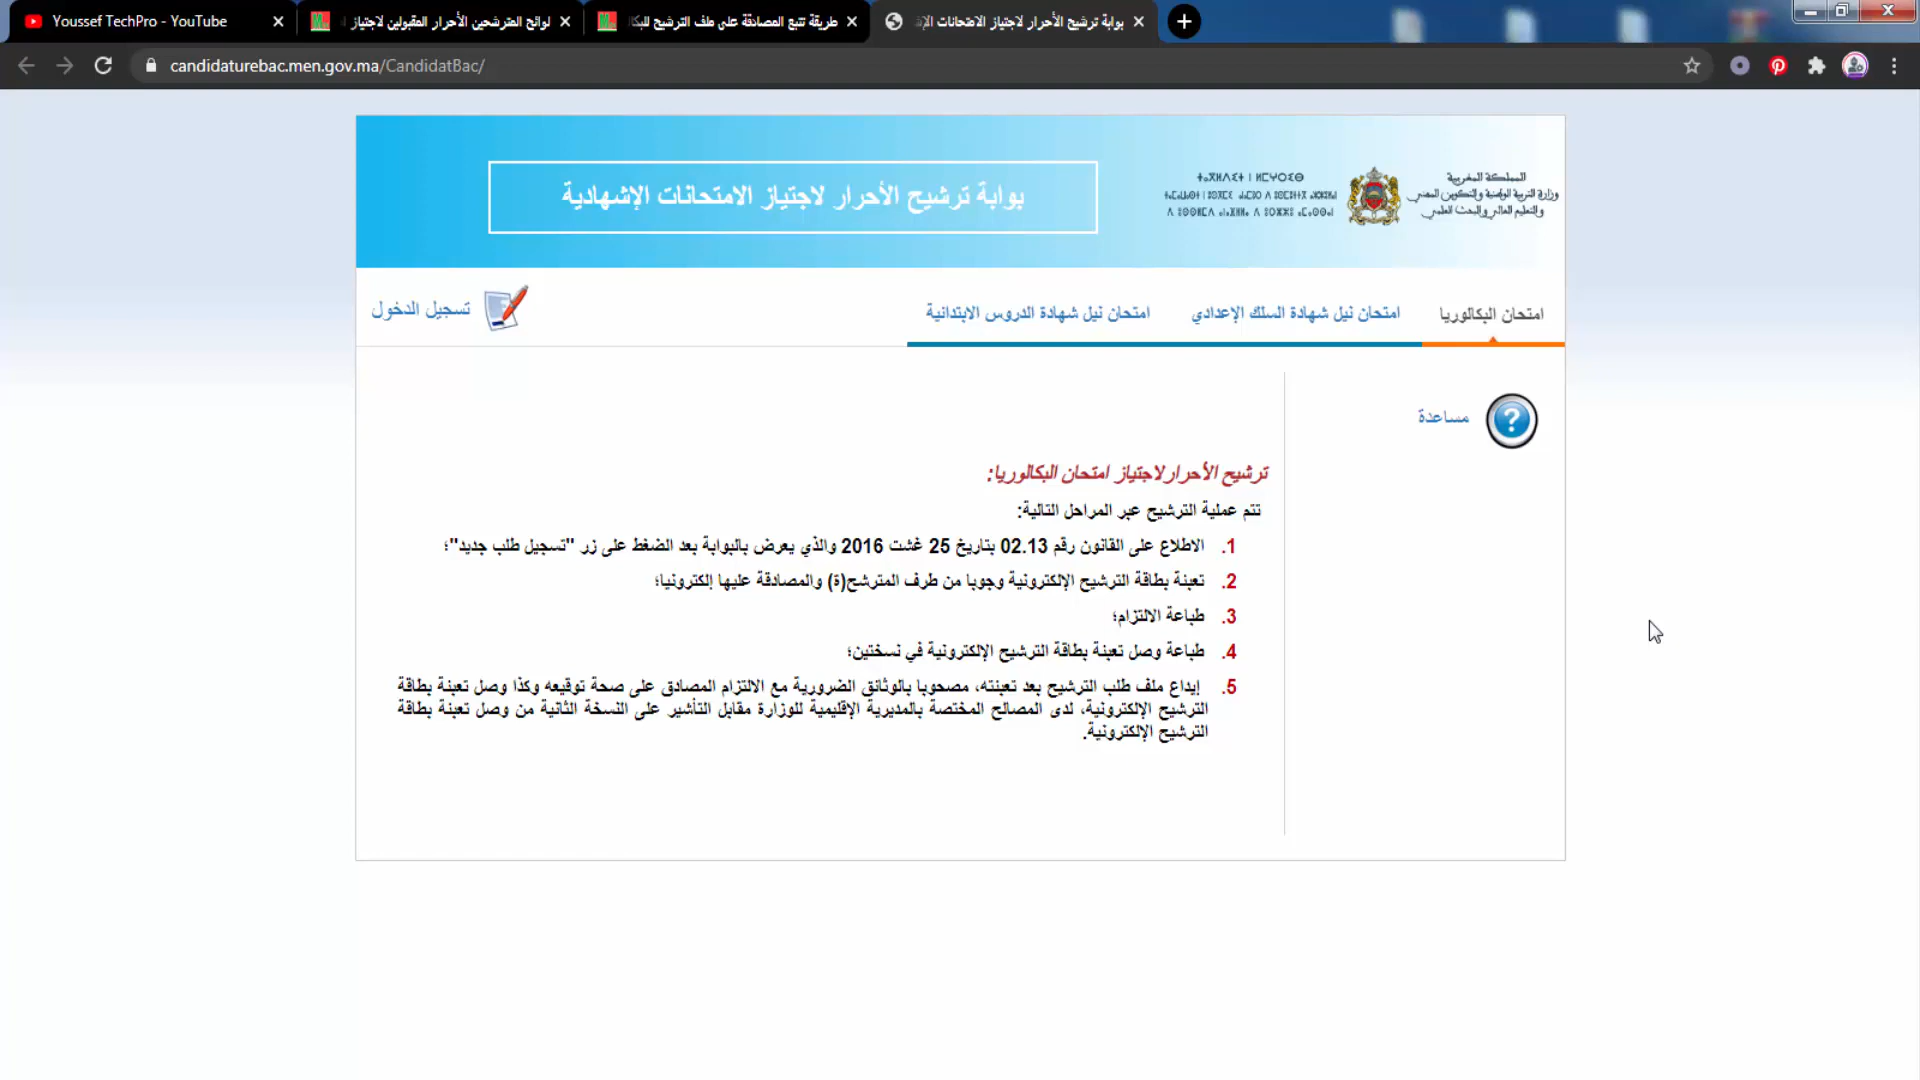 Youssef TechPro - YouTube
لوائح المترشحين الأحرار المقبولين لاجتياز
طريقة تتبع المصادقة على ملف الترشيح للبكا
بوابة ترشيح الأحرار لاجتياز الامتحانات الإش
candidaturebac.men.gov.ma/CandidatBac/
المملكة المغربية
وزارة التربية الوطنية والتكوين المهني
والتعليم العالي والبحث العلمي
ⵜⴰⴳⵍⴷⵉⵜ ⵏ ⵍⵎⵖⵔⵉⴱ
بوابة ترشيح الأحرار لاجتياز الامتحانات الإشهادية
امتحان البكالوريا
امتحان نيل شهادة السلك الإعدادي
امتحان نيل شهادة الدروس الابتدائية
تسجيل الدخول
مساعدة
ترشيح الأحرارلاجتياز امتحان البكالوريا:
تتم عملية الترشيح عبر المراحل التالية:
1. الاطلاع على القانون رقم 02.13 بتاريخ 25 غشت 2016 والذي يعرض بالبوابة بعد الضغط على زر "تسجيل طلب جديد"؛
2. تعبئة بطاقة الترشيح الإلكترونية وجوبا من طرف المترشح(ة) والمصادقة عليها إلكترونيا؛
3. طباعة الالتزام؛
4. طباعة وصل تعبئة بطاقة الترشيح الإلكترونية في نسختين؛
5. إيداع ملف طلب الترشيح بعد تعبئته، مصحوبا بالوثائق الضرورية مع الالتزام المصادق على صحة توقيعه وكذا وصل تعبئة بطاقة
الترشيح الإلكترونية، لدى المصالح المختصة بالمديرية الإقليمية للوزارة مقابل التأشير على النسخة الثانية من وصل تعبئة بطاقة
الترشيح الإلكترونية.